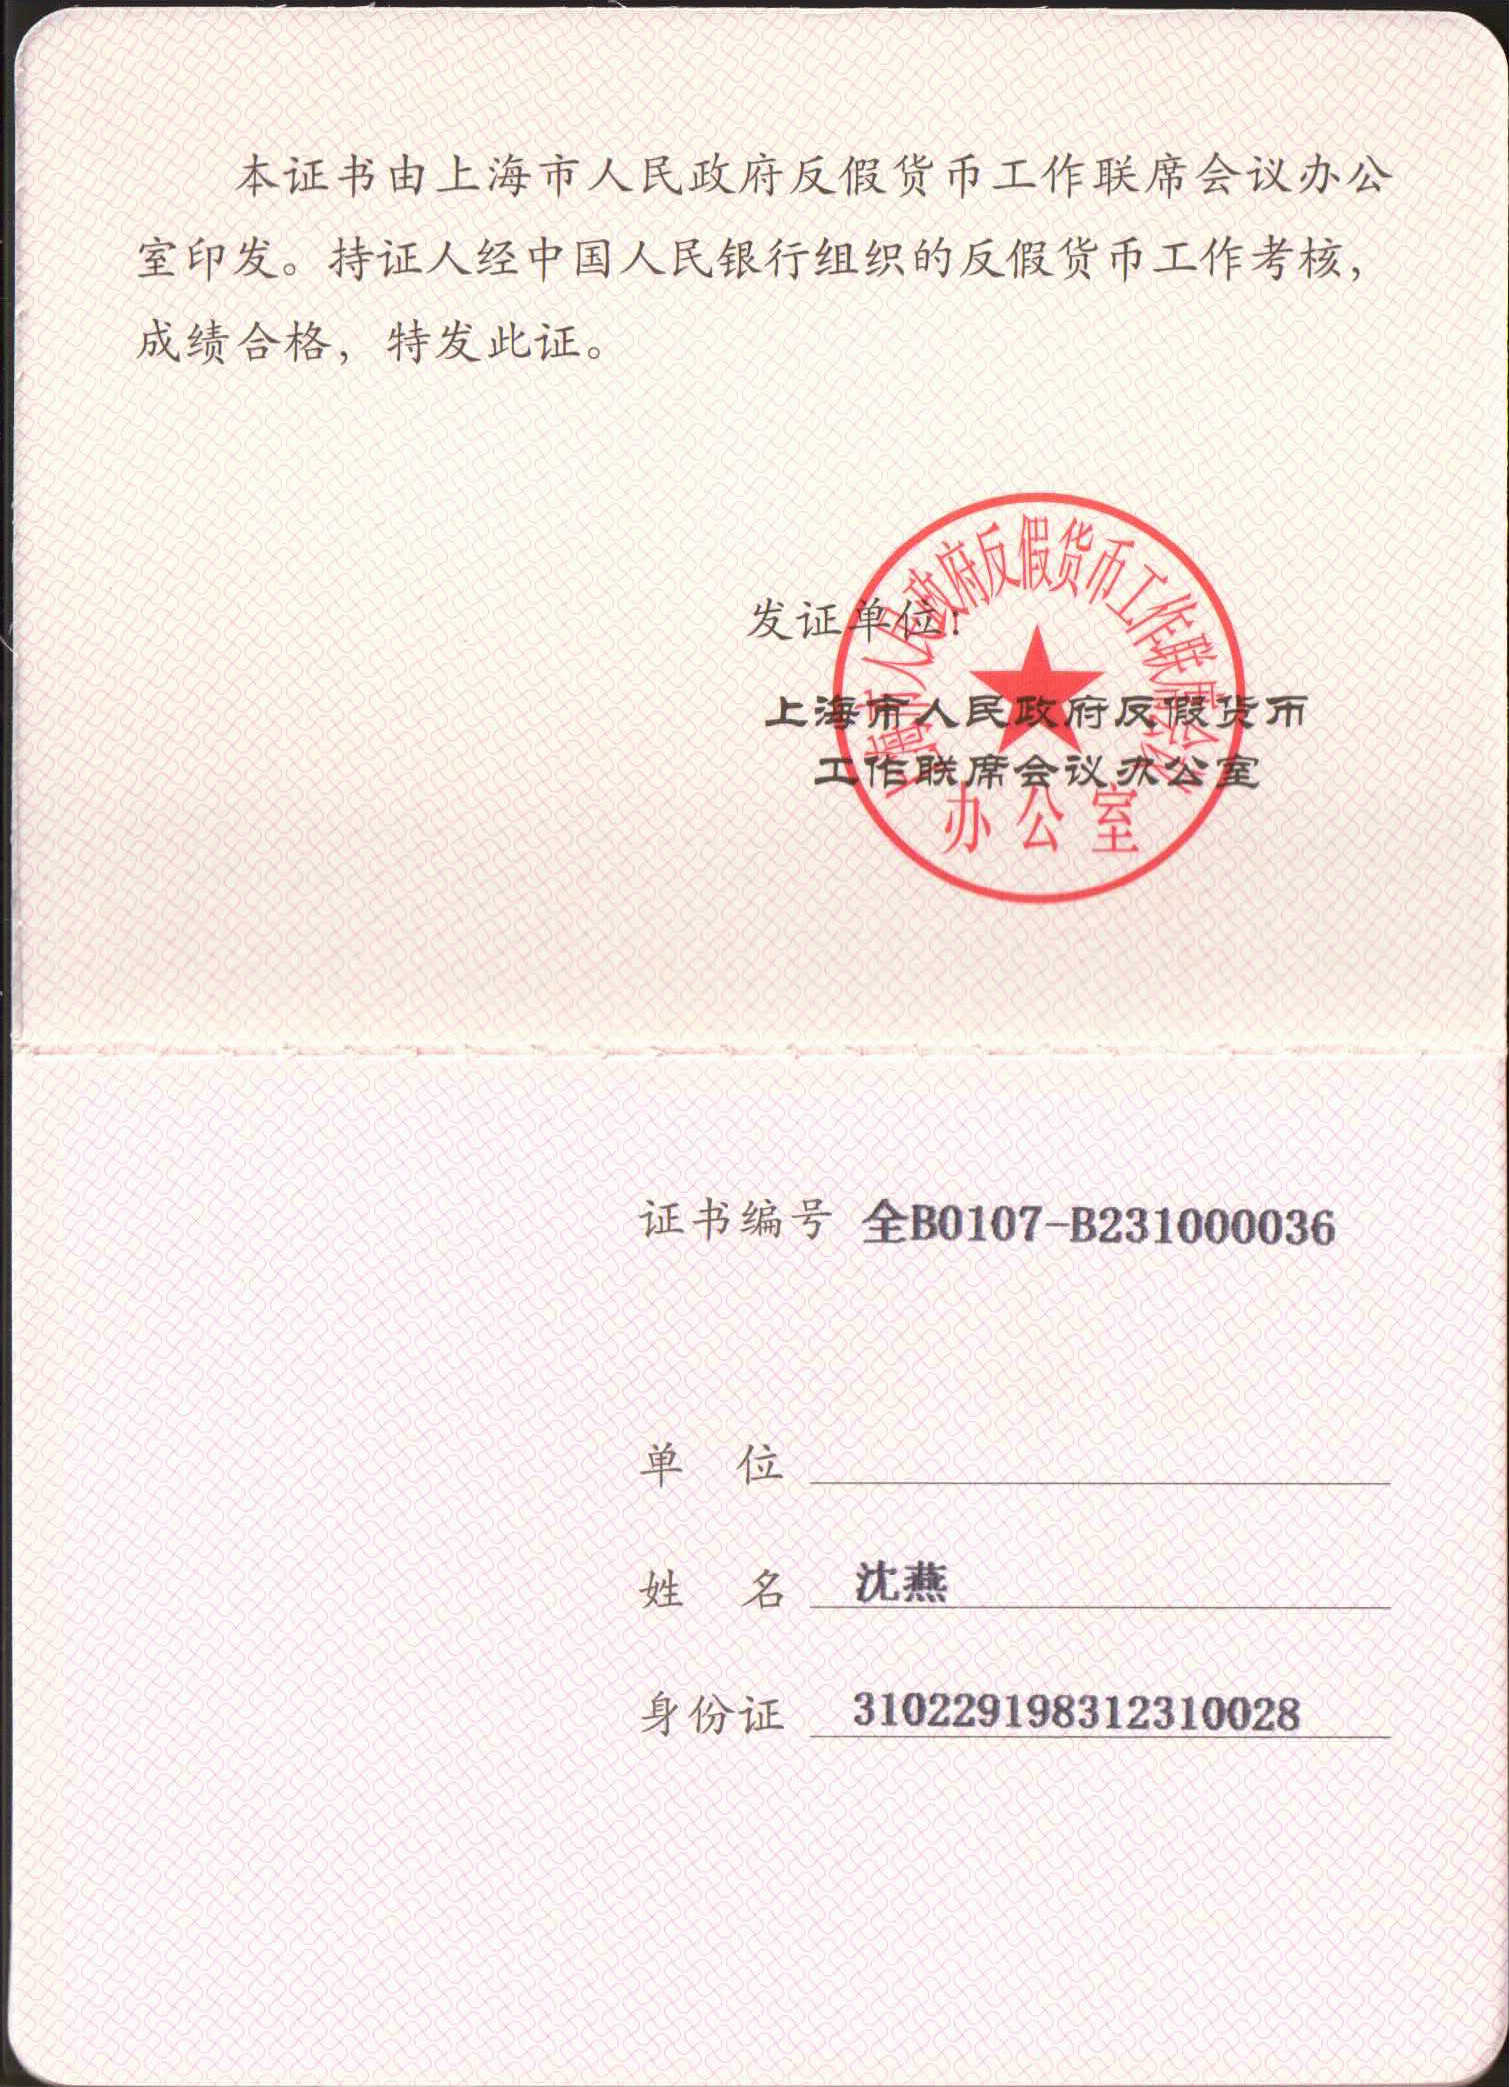 本证书由上海市人民政府反假货币工作联席会议办公
室印发。持证人经中国人民银行组织的反假货币工作考核，
成绩合格，特发此证。
发证单位：
上海市人民政府反假货币
工作联席会议办公室
上海市人民政府反假货币工作联席会议
办公室
证书编号 全B0107-B231000036
单 位
姓 名 沈燕
身份证 310229198312310028